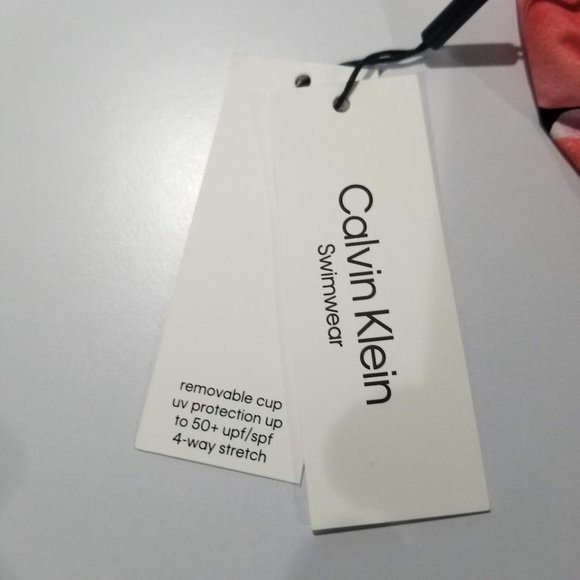 Calvin Klein
Swimwear
removable cup
uv protection up
to 50+ upf/spf
4-way stretch